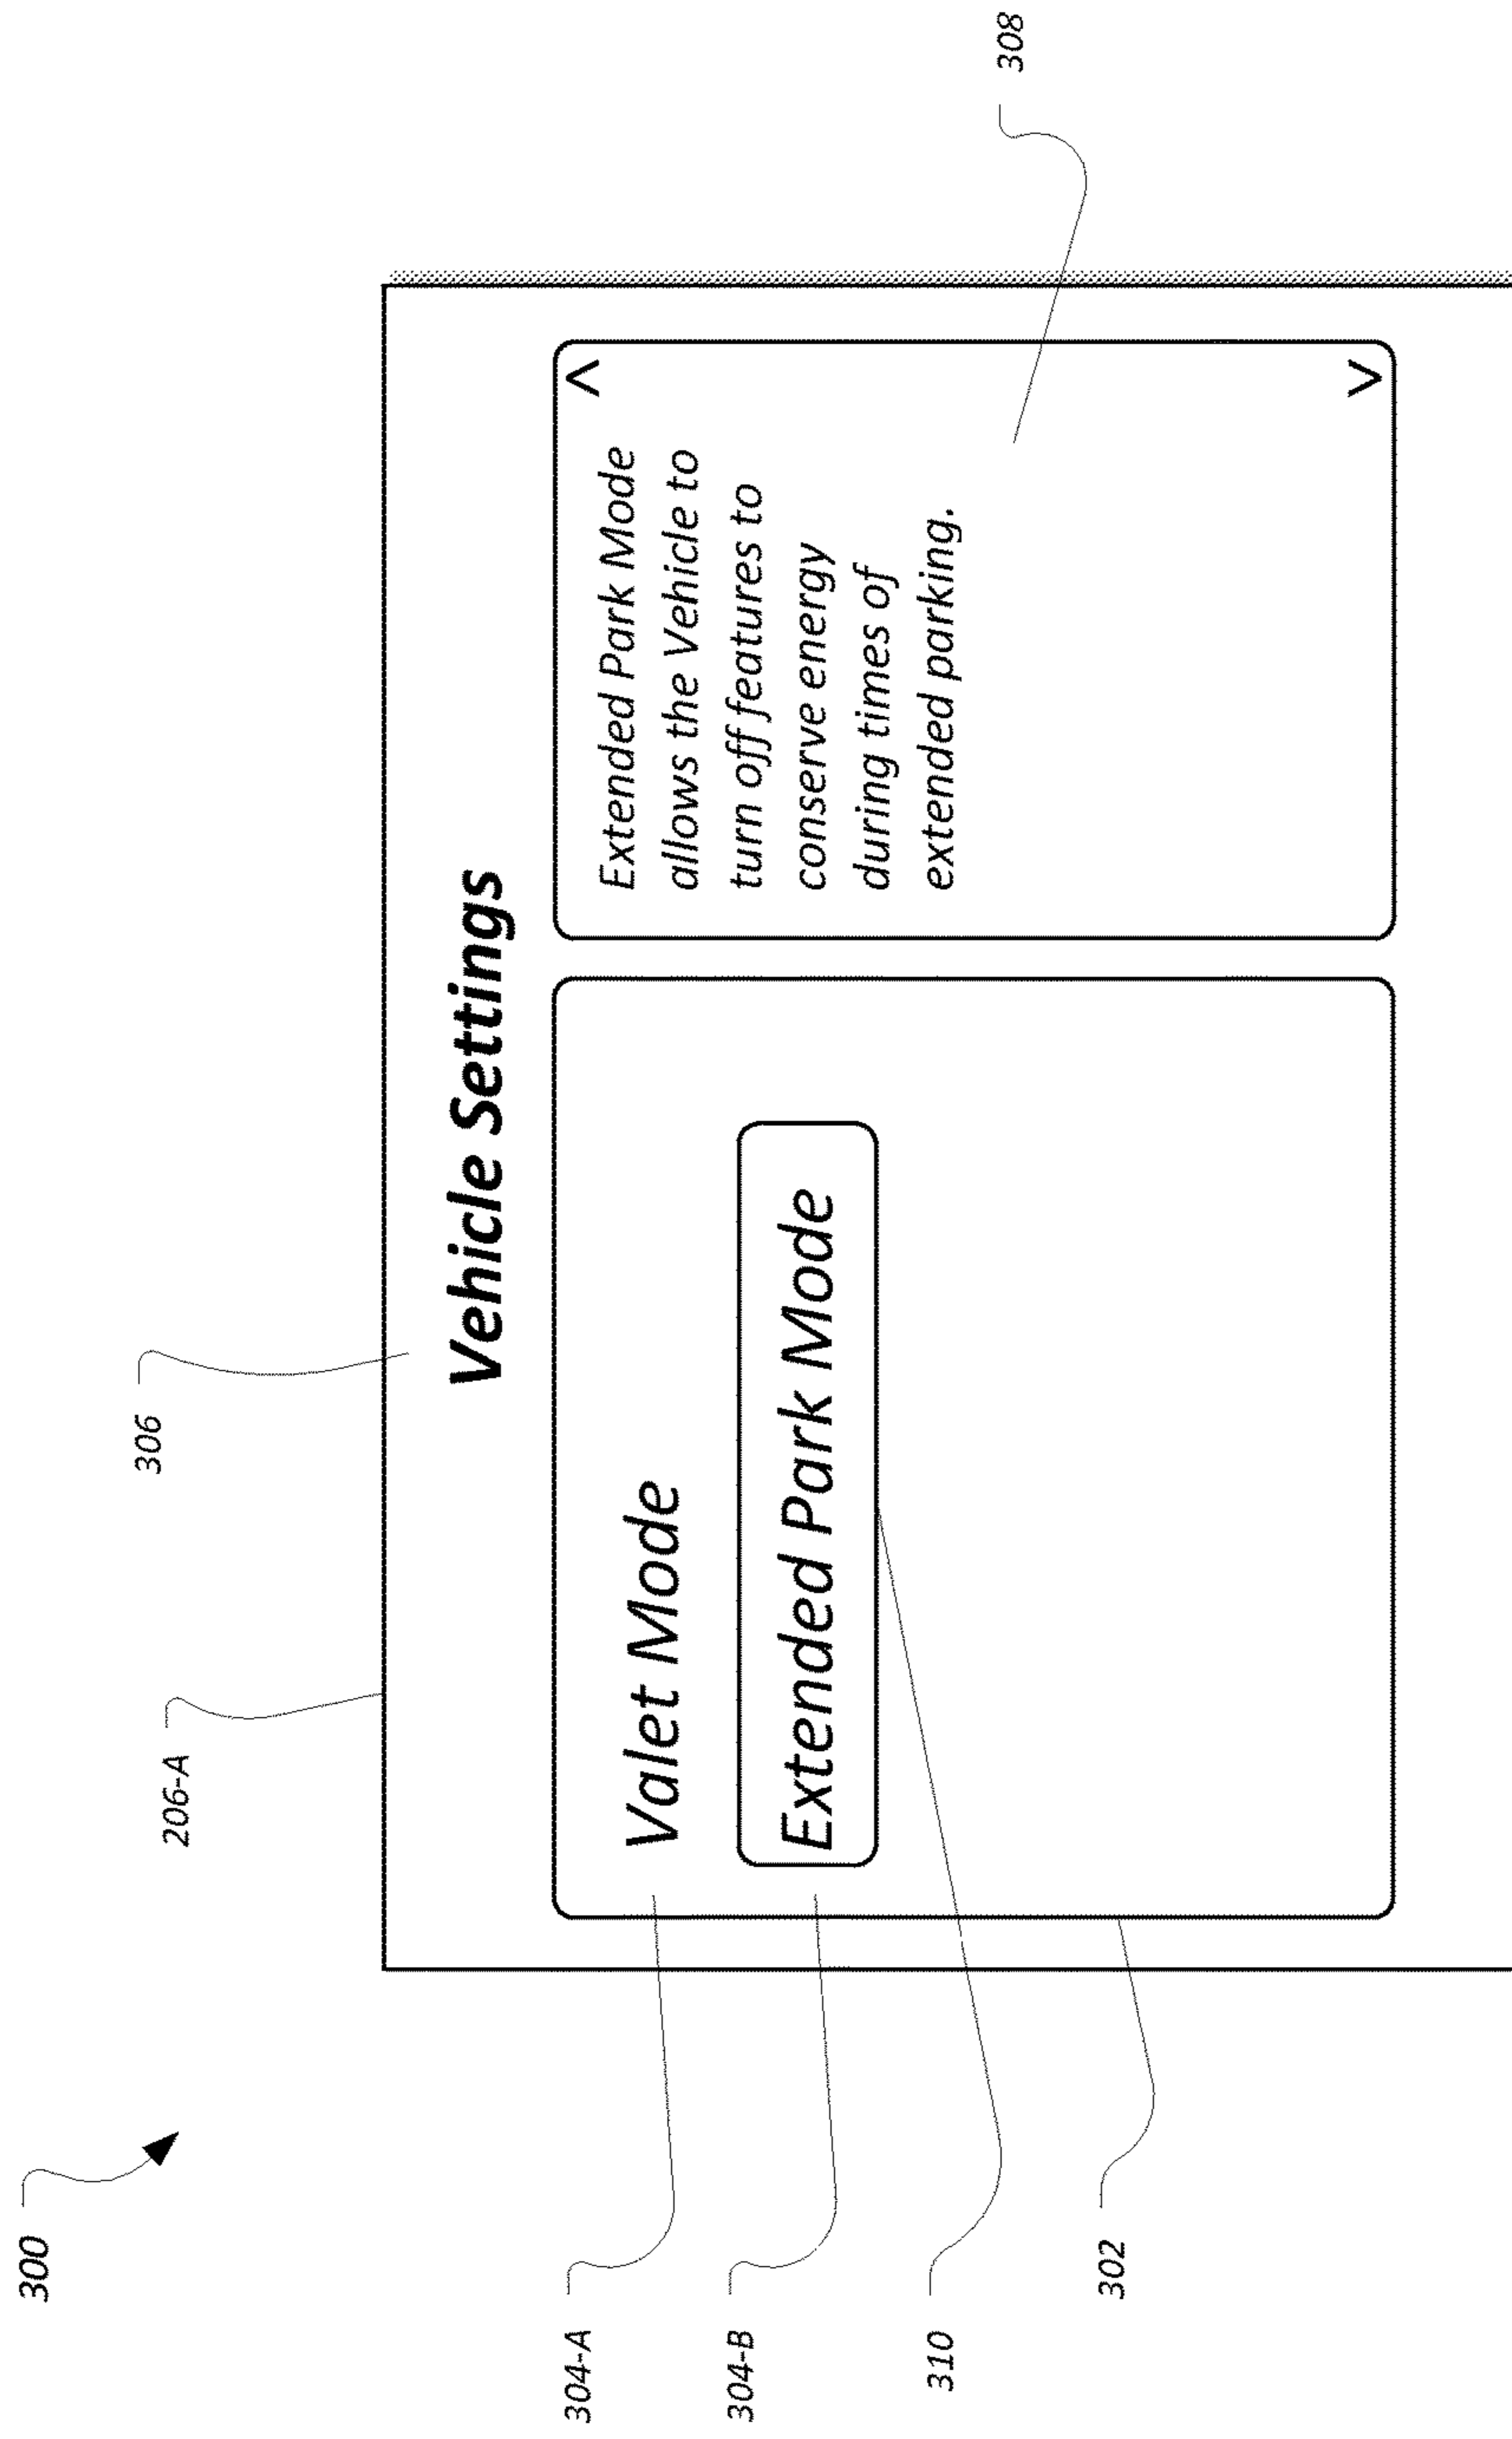 300
206-A
306
Vehicle Settings
304-A
Valet Mode
304-B
Extended Park Mode
310
302
Extended Park Mode
allows the Vehicle to
turn off features to
conserve energy
during times of
extended parking.
<
>
308